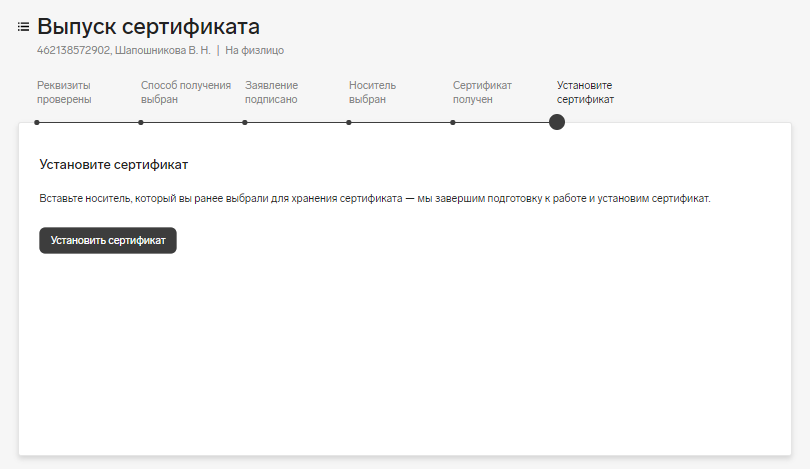 Выпуск сертификата
462138572902, Шапошникова В. Н. | На физлицо
Реквизиты проверены
Способ получения выбран
Заявление подписано
Носитель выбран
Сертификат получен
Установите сертификат
Установите сертификат
Вставьте носитель, который вы ранее выбрали для хранения сертификата — мы завершим подготовку к работе и установим сертификат.
Установить сертификат